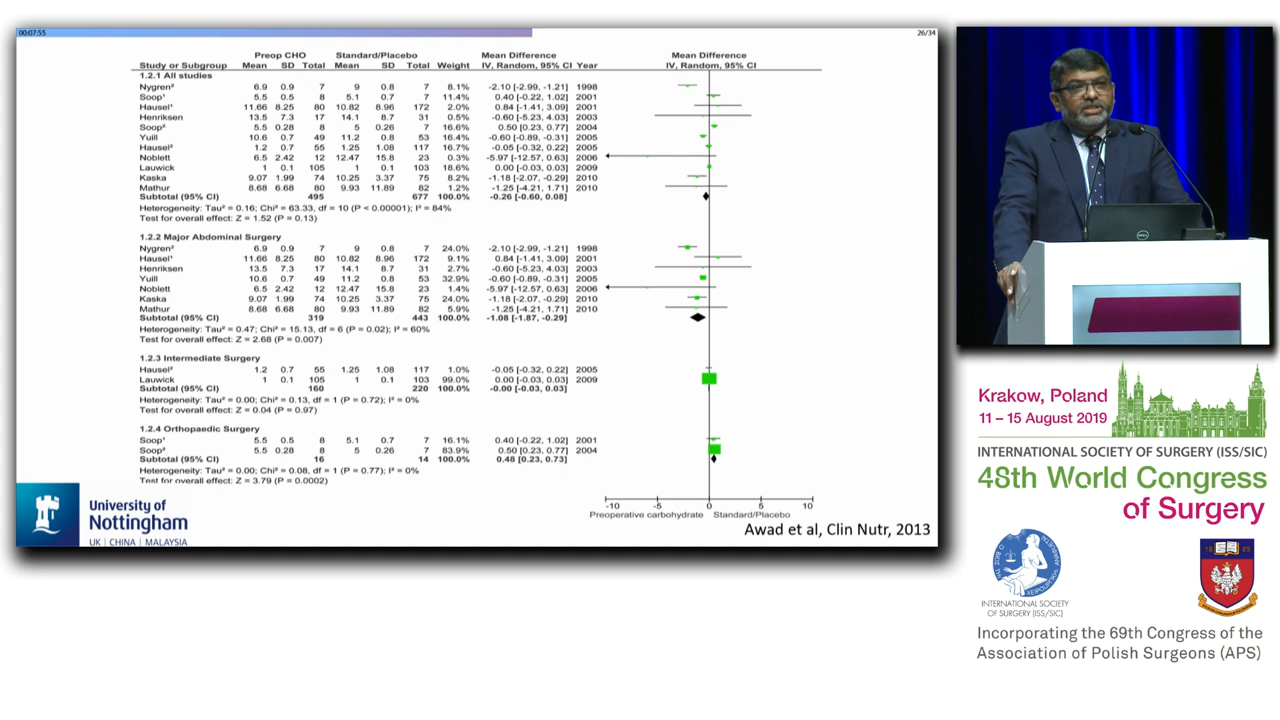 00:07:55
26/34
Preop CHO Standard/Placebo Mean Difference Mean Difference
Study or Subgroup Mean SD Total Mean SD Total Weight IV, Random, 95% CI Year IV, Random, 95% CI
1.2.1 All studies
Nygren² 6.9 0.9 7 9 0.8 7 8.1% -2.10 [-2.99, -1.21] 1998
Soop¹ 5.5 0.5 8 5.1 0.7 7 11.4% 0.40 [-0.22, 1.02] 2001
Hausel¹ 11.66 8.25 80 10.82 8.96 172 2.0% 0.84 [-1.41, 3.09] 2001
Henriksen 13.5 7.3 17 14.1 8.7 31 0.5% -0.60 [-5.23, 4.03] 2003
Soop² 5.5 0.28 8 5 0.26 7 16.6% 0.50 [0.23, 0.77] 2004
Yuill 10.6 0.7 49 11.2 0.8 53 16.4% -0.60 [-0.89, -0.31] 2005
Hausel² 1.2 0.7 55 1.25 1.08 117 16.6% -0.05 [-0.32, 0.22] 2005
Noblett 6.5 2.42 12 12.47 15.8 23 0.3% -5.97 [-12.57, 0.63] 2006
Lauwick 1 0.1 105 1 0.1 103 18.6% 0.00 [-0.03, 0.03] 2009
Kaska 9.07 1.99 74 10.25 3.37 75 8.2% -1.18 [-2.07, -0.29] 2010
Mathur 8.68 6.68 80 9.93 11.89 82 1.2% -1.25 [-4.21, 1.71] 2010
Subtotal (95% CI) 495 677 100.0% -0.26 [-0.60, 0.08]
Heterogeneity: Tau² = 0.16; Chi² = 63.33, df = 10 (P < 0.00001); I² = 84%
Test for overall effect: Z = 1.52 (P = 0.13)
1.2.2 Major Abdominal Surgery
Nygren² 6.9 0.9 7 9 0.8 7 24.0% -2.10 [-2.99, -1.21] 1998
Hausel¹ 11.66 8.25 80 10.82 8.96 172 9.1% 0.84 [-1.41, 3.09] 2001
Henriksen 13.5 7.3 17 14.1 8.7 31 2.7% -0.60 [-5.23, 4.03] 2003
Yuill 10.6 0.7 49 11.2 0.8 53 32.9% -0.60 [-0.89, -0.31] 2005
Noblett 6.5 2.42 12 12.47 15.8 23 1.4% -5.97 [-12.57, 0.63] 2006
Kaska 9.07 1.99 74 10.25 3.37 75 24.0% -1.18 [-2.07, -0.29] 2010
Mathur 8.68 6.68 80 9.93 11.89 82 5.9% -1.25 [-4.21, 1.71] 2010
Subtotal (95% CI) 319 443 100.0% -1.08 [-1.87, -0.29]
Heterogeneity: Tau² = 0.47; Chi² = 15.13, df = 6 (P = 0.02); I² = 60%
Test for overall effect: Z = 2.68 (P = 0.007)
1.2.3 Intermediate Surgery
Hausel² 1.2 0.7 55 1.25 1.08 117 1.0% -0.05 [-0.32, 0.22] 2005
Lauwick 1 0.1 105 1 0.1 103 99.0% 0.00 [-0.03, 0.03] 2009
Subtotal (95% CI) 160 220 100.0% -0.00 [-0.03, 0.03]
Heterogeneity: Tau² = 0.00; Chi² = 0.13, df = 1 (P = 0.72); I² = 0%
Test for overall effect: Z = 0.04 (P = 0.97)
1.2.4 Orthopaedic Surgery
Soop¹ 5.5 0.5 8 5.1 0.7 7 16.1% 0.40 [-0.22, 1.02] 2001
Soop² 5.5 0.28 8 5 0.26 7 83.9% 0.50 [0.23, 0.77] 2004
Subtotal (95% CI) 16 14 100.0% 0.48 [0.23, 0.73]
Heterogeneity: Tau² = 0.00; Chi² = 0.08, df = 1 (P = 0.77); I² = 0%
Test for overall effect: Z = 3.79 (P = 0.0002)
-10 -5 0 5 10
Preoperative carbohydrate Standard/Placebo
Awad et al, Clin Nutr, 2013
University of
Nottingham
UK | CHINA | MALAYSIA
DELL
Krakow, Poland
11 – 15 August 2019
INTERNATIONAL SOCIETY OF SURGERY (ISS/SIC)
48th World Congress
of Surgery
INTERNATIONAL SOCIETY
OF SURGERY (ISS/SIC)
18 89
Incorporating the 69th Congress of the
Association of Polish Surgeons (APS)